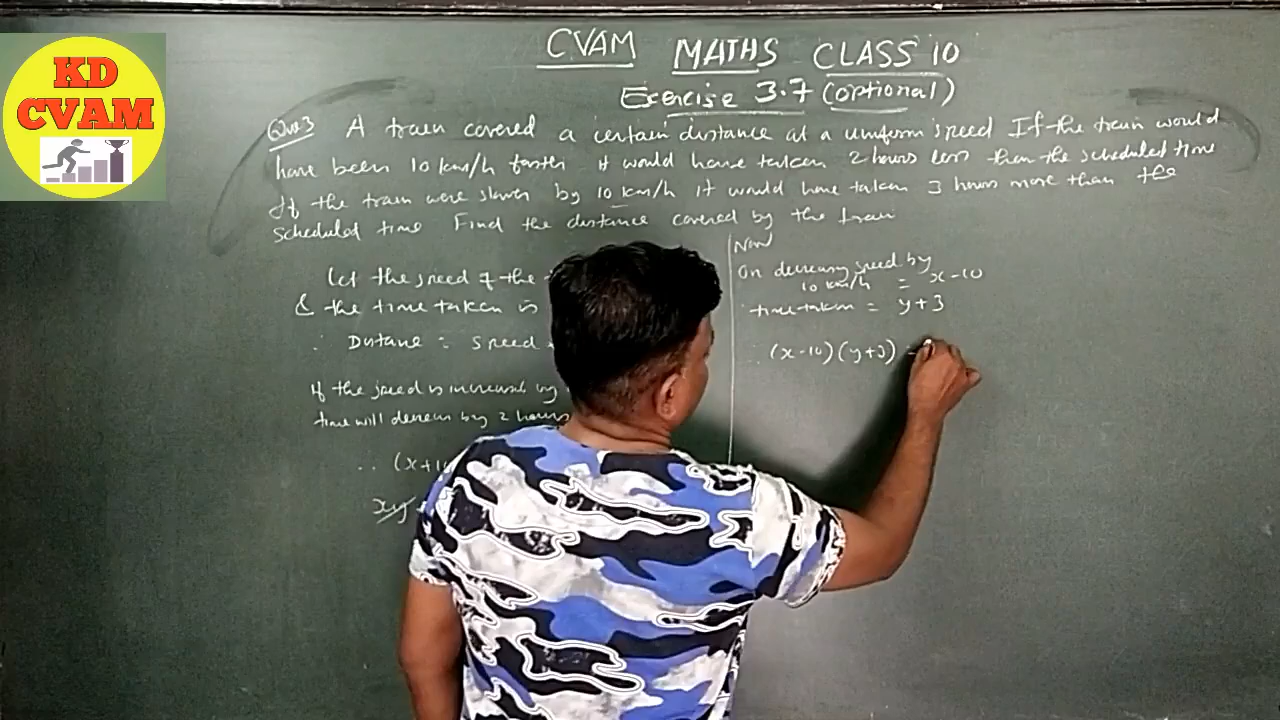 KD
CVAM
CVAM MATHS CLASS 10
Exercise 3.7 (optional)
Que3 A train covered a certain distance at a uniform speed If the train would
have been 10 km/h faster it would have taken 2 hours less than the scheduled time
If the train were slower by 10 km/h it would have taken 3 hours more than the
scheduled time Find the distance covered by the train
Let the speed of the
& the time taken is
∴ Distance = speed
If the speed is increased by
time will decrease by 2 hours
∴ (x+10
xy
Now
On decreasing speed by
10 km/h = x-10
time taken = y+3
∴ (x-10)(y+3) =